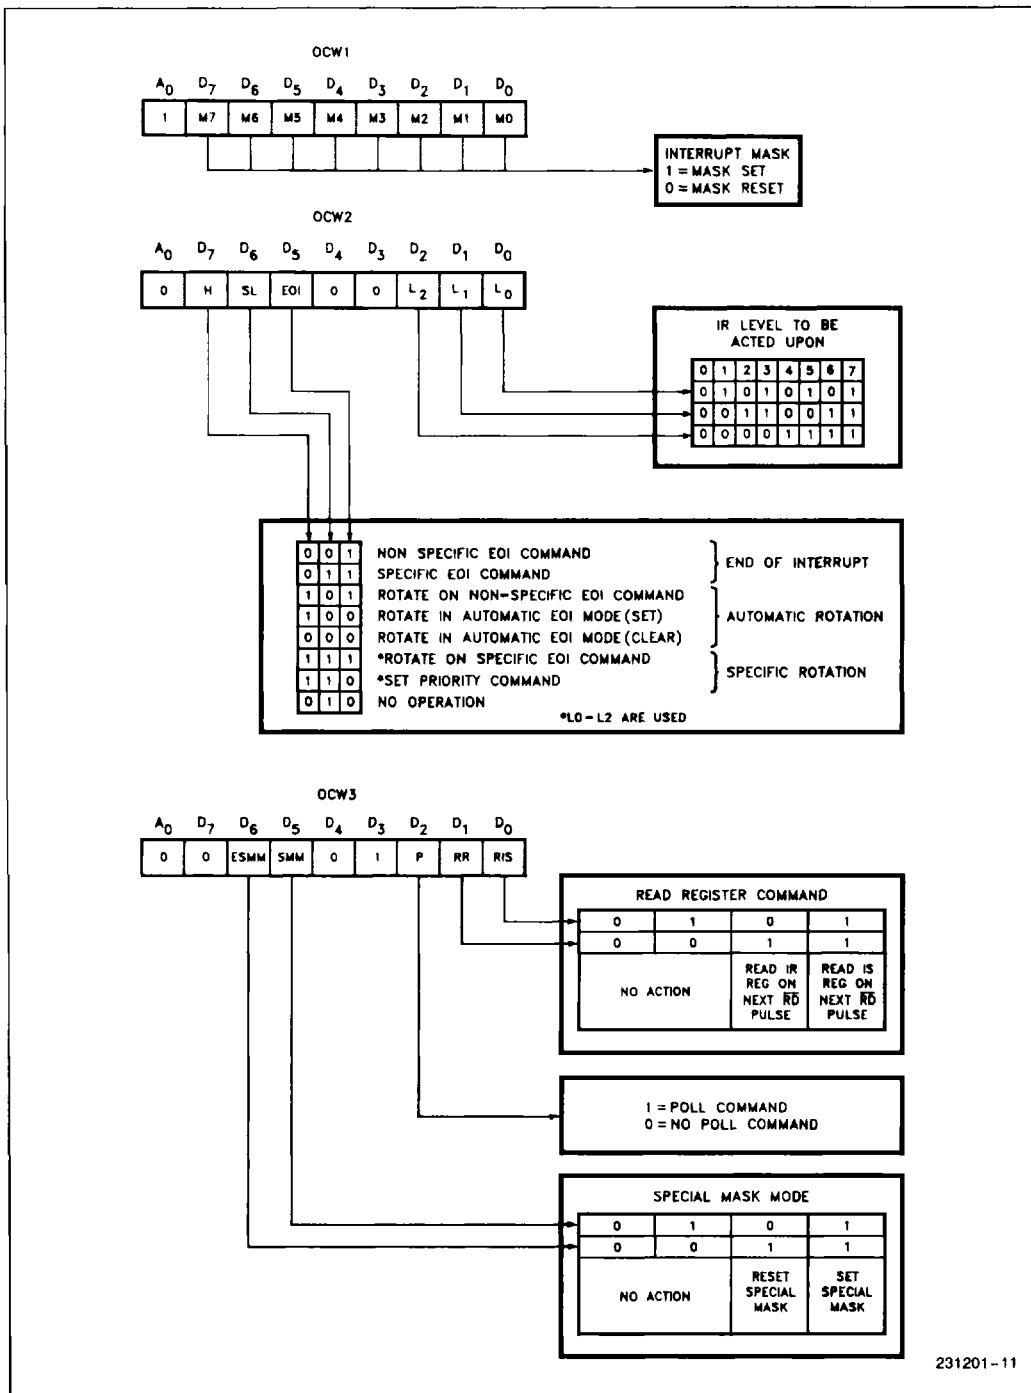 OCW1
A0 D7 D6 D5 D4 D3 D2 D1 D0
1 M7 M6 M5 M4 M3 M2 M1 M0
INTERRUPT MASK
1 = MASK SET
0 = MASK RESET
OCW2
A0 D7 D6 D5 D4 D3 D2 D1 D0
0 H SL EOI 0 0 L2 L1 L0
IR LEVEL TO BE
ACTED UPON
0 1 2 3 4 5 6 7
0 1 0 1 0 1 0 1
0 0 1 1 0 0 1 1
0 0 0 0 1 1 1 1
0 0 1 NON SPECIFIC EOI COMMAND
0 1 1 SPECIFIC EOI COMMAND
END OF INTERRUPT
1 0 1 ROTATE ON NON-SPECIFIC EOI COMMAND
1 0 0 ROTATE IN AUTOMATIC EOI MODE (SET)
0 0 0 ROTATE IN AUTOMATIC EOI MODE (CLEAR)
AUTOMATIC ROTATION
1 1 1 *ROTATE ON SPECIFIC EOI COMMAND
1 1 0 *SET PRIORITY COMMAND
SPECIFIC ROTATION
0 1 0 NO OPERATION
*L0-L2 ARE USED
OCW3
A0 D7 D6 D5 D4 D3 D2 D1 D0
0 0 ESMM SMM 0 1 P RR RIS
READ REGISTER COMMAND
0 1 0 1
0 0 1 1
NO ACTION
READ IR
REG ON
NEXT RD
PULSE
READ IS
REG ON
NEXT RD
PULSE
1 = POLL COMMAND
0 = NO POLL COMMAND
SPECIAL MASK MODE
0 1 0 1
0 0 1 1
NO ACTION
RESET
SPECIAL
MASK
SET
SPECIAL
MASK
231201-11